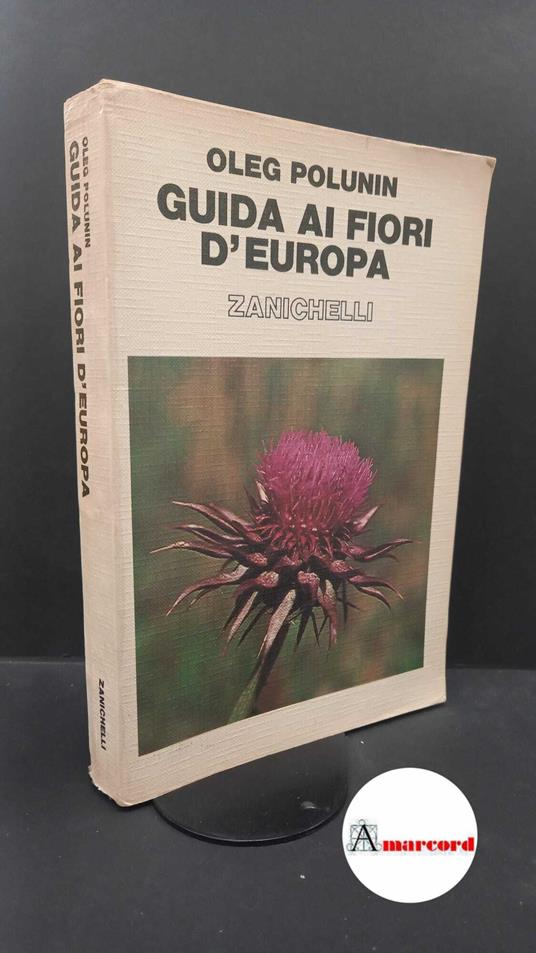 OLEG POLUNIN
GUIDA AI FIORI
D'EUROPA
ZANICHELLI
OLEG POLUNIN
GUIDA AI FIORI D'EUROPA
ZANICHELLI
Amarcord